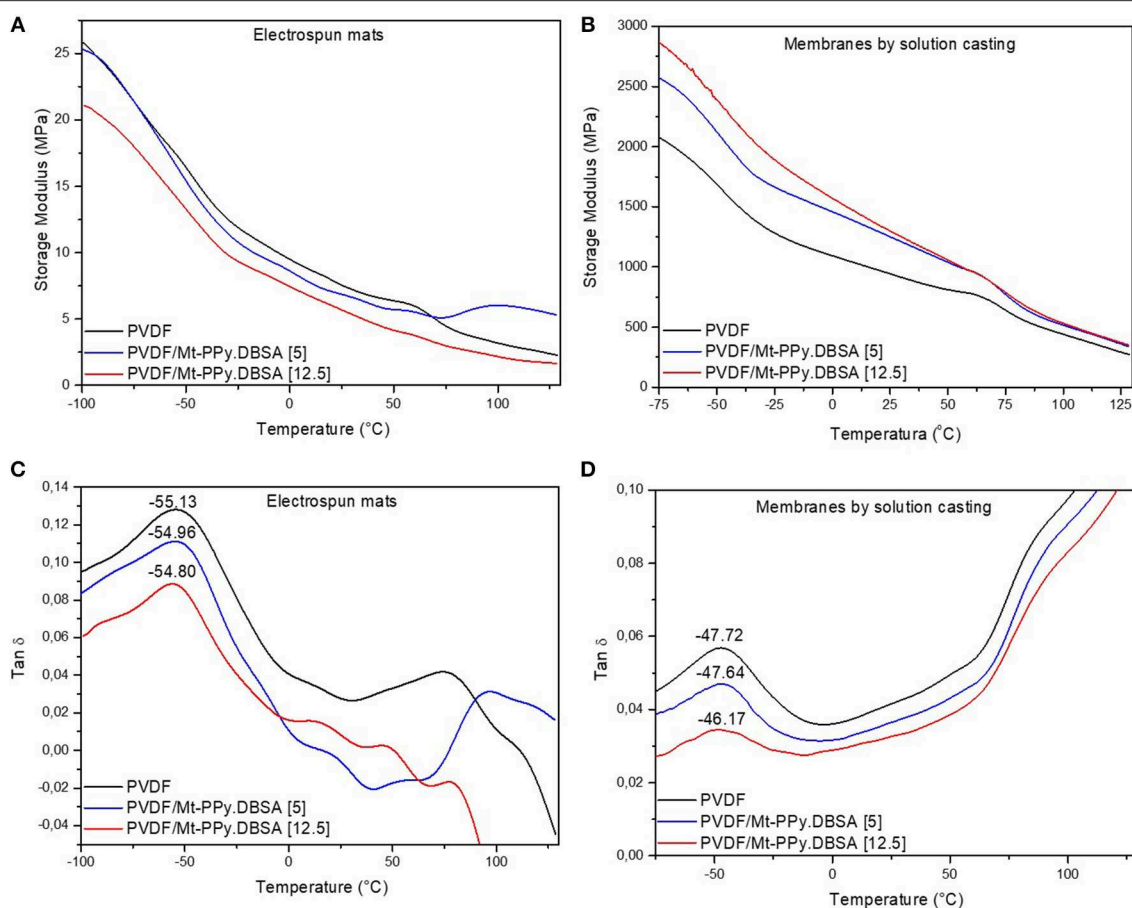 A
Electrospun mats
25
20
15
10
5
0
Storage Modulus (MPa)
PVDF
PVDF/Mt-PPy.DBSA [5]
PVDF/Mt-PPy.DBSA [12.5]
-100 -50 0 50 100
Temperature (°C)
B
Membranes by solution casting
3000
2500
2000
1500
1000
500
0
Storage Modulus (MPa)
PVDF
PVDF/Mt-PPy.DBSA [5]
PVDF/Mt-PPy.DBSA [12.5]
-75 -50 -25 0 25 50 75 100 125
Temperatura (°C)
C
Electrospun mats
0,14
0,12
0,10
0,08
0,06
0,04
0,02
0,00
-0,02
-0,04
Tan δ
-55.13
-54.96
-54.80
PVDF
PVDF/Mt-PPy.DBSA [5]
PVDF/Mt-PPy.DBSA [12.5]
-100 -50 0 50 100
Temperature (°C)
D
Membranes by solution casting
0,10
0,08
0,06
0,04
0,02
0,00
Tan δ
-47.72
-47.64
-46.17
PVDF
PVDF/Mt-PPy.DBSA [5]
PVDF/Mt-PPy.DBSA [12.5]
-50 0 50 100
Temperature (°C)